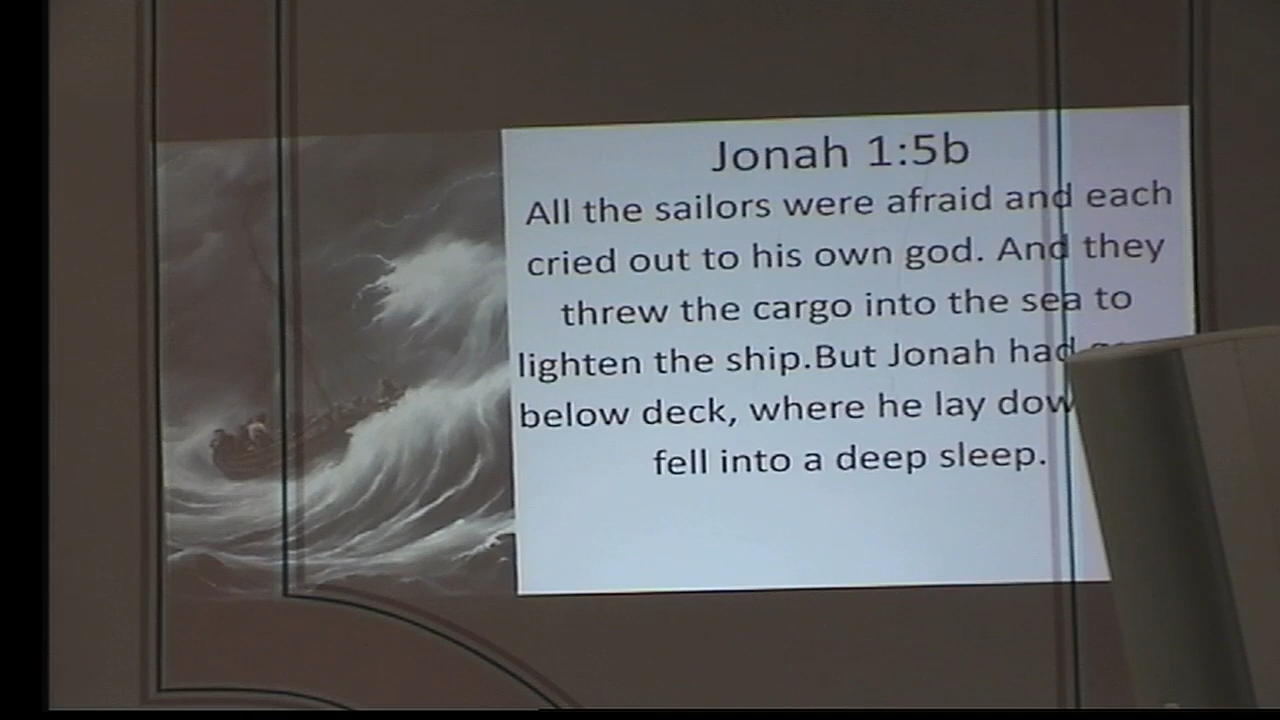 Jonah 1:5b
All the sailors were afraid and each
cried out to his own god. And they
threw the cargo into the sea to
lighten the ship.But Jonah had
below deck, where he lay
fell into a deep sleep.